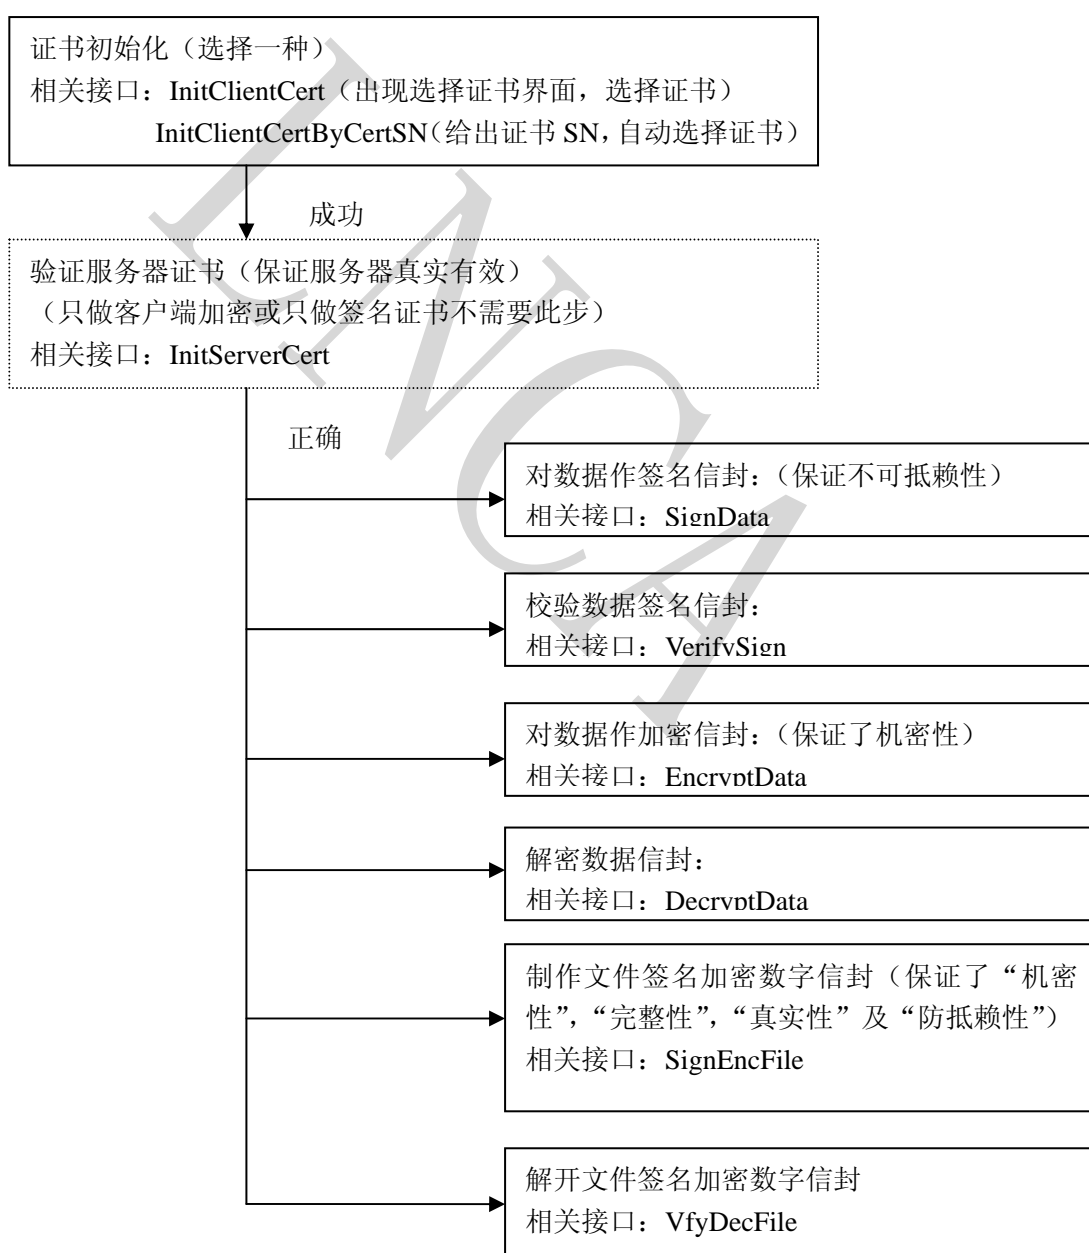 证书初始化（选择一种）
相关接口：InitClientCert（出现选择证书界面，选择证书）
InitClientCertByCertSN（给出证书 SN，自动选择证书）
成功
验证服务器证书（保证服务器真实有效）
（只做客户端加密或只做签名证书不需要此步）
相关接口：InitServerCert
正确
对数据作签名信封：（保证不可抵赖性）
相关接口：SignData
校验数据签名信封：
相关接口：VerifySign
对数据作加密信封：（保证了机密性）
相关接口：EncryptData
解密数据信封：
相关接口：DecryptData
制作文件签名加密数字信封（保证了“机密
性”，“完整性”，“真实性”及“防抵赖性”）
相关接口：SignEncFile
解开文件签名加密数字信封
相关接口：VfyDecFile
LNCA